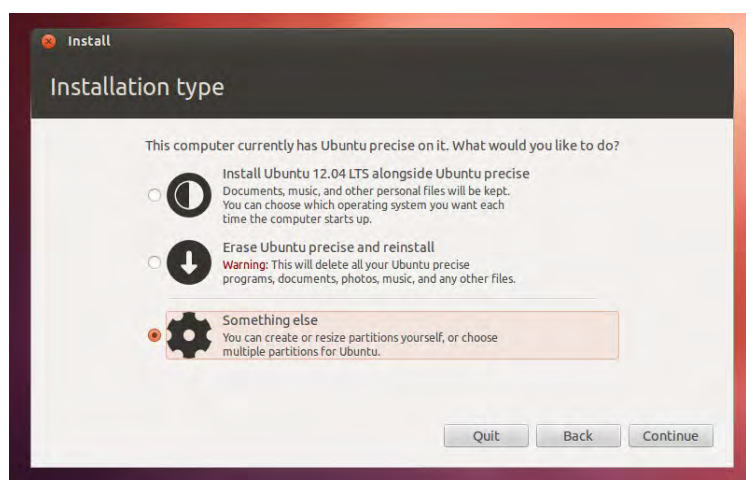 Install
Installation type
This computer currently has Ubuntu precise on it. What would you like to do?
Install Ubuntu 12.04 LTS alongside Ubuntu precise
Documents, music, and other personal files will be kept.
You can choose which operating system you want each
time the computer starts up.
Erase Ubuntu precise and reinstall
Warning: This will delete all your Ubuntu precise
programs, documents, photos, music, and any other files.
Something else
You can create or resize partitions yourself, or choose
multiple partitions for Ubuntu.
Quit Back Continue